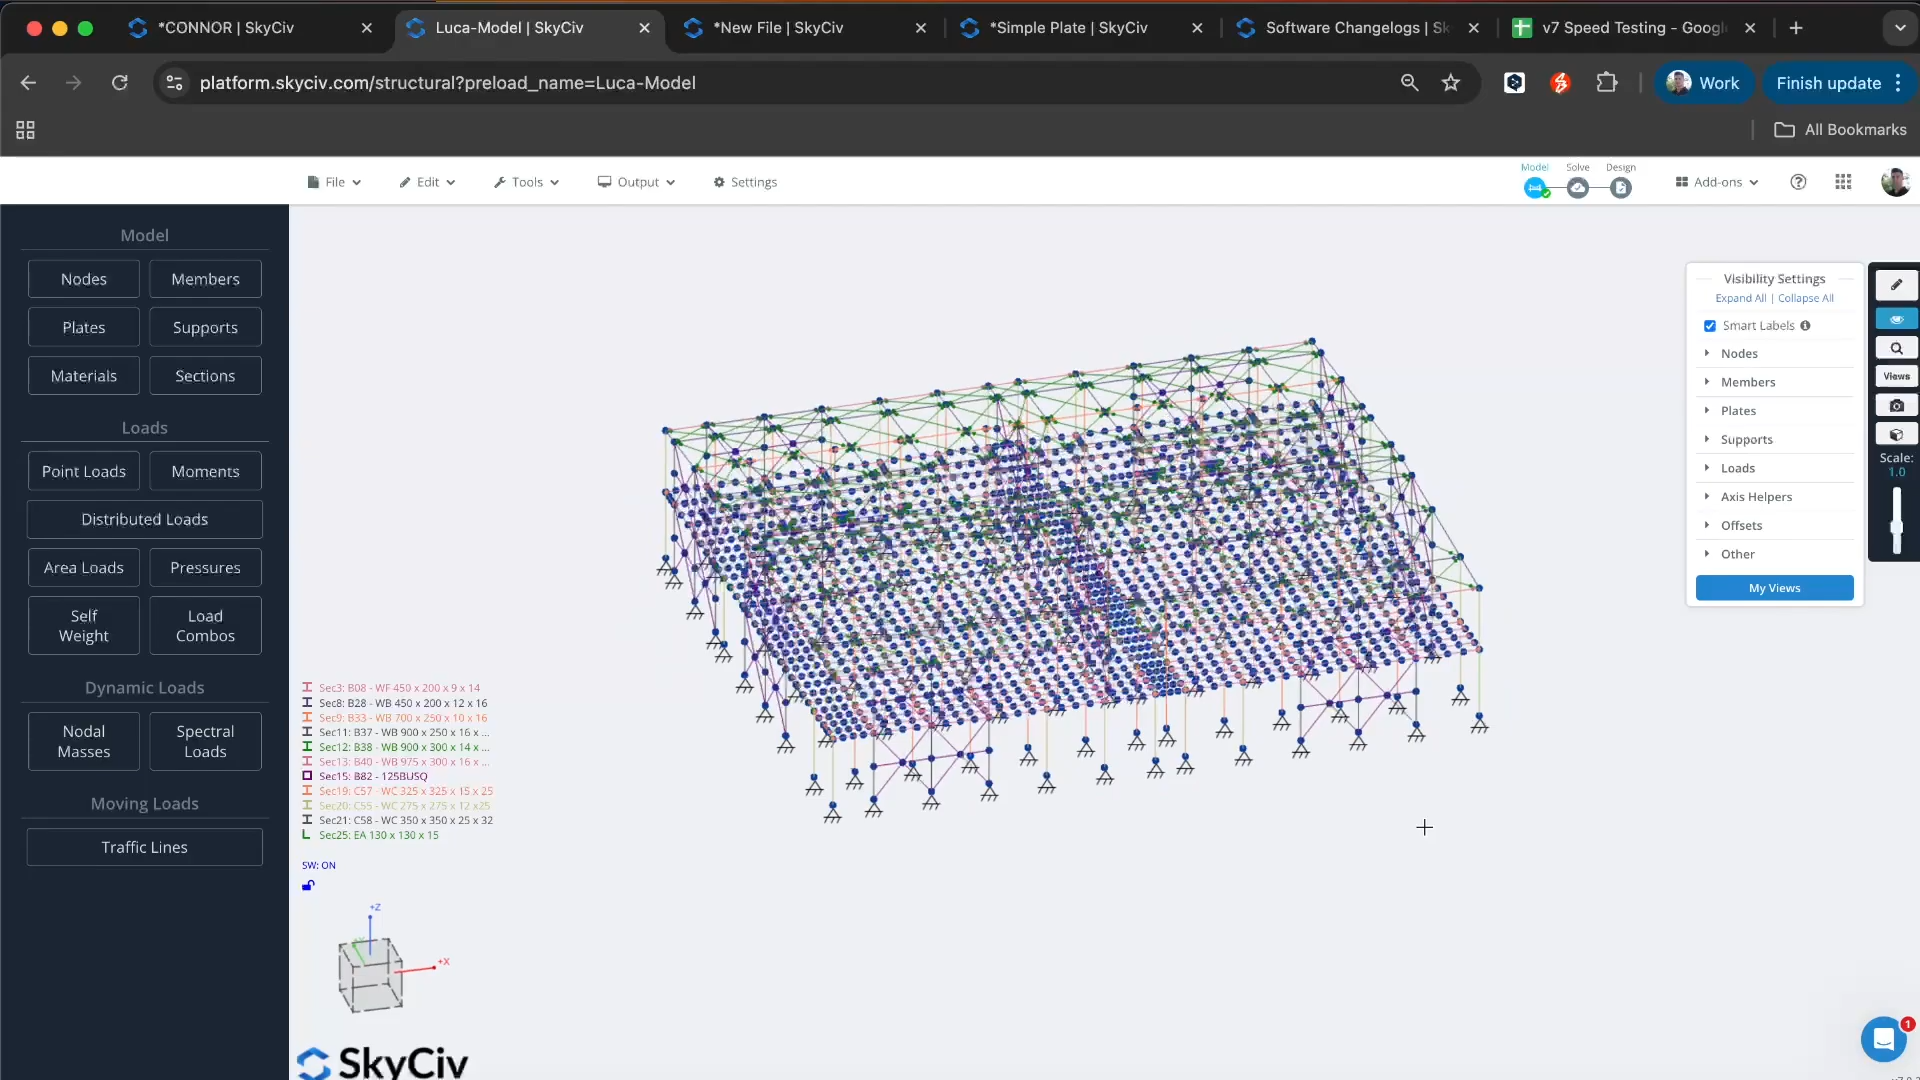 *CONNOR | SkyCiv
Luca-Model | SkyCiv
*New File | SkyCiv
*Simple Plate | SkyCiv
Software Changelogs | Sk
v7 Speed Testing - Googl
platform.skyciv.com/structural?preload_name=Luca-Model
Work
Finish update
All Bookmarks
File
Edit
Tools
Output
Settings
Model
Solve
Design
Add-ons
Model
Nodes
Members
Plates
Supports
Materials
Sections
Loads
Point Loads
Moments
Distributed Loads
Area Loads
Pressures
Self
Weight
Load
Combos
Dynamic Loads
Nodal
Masses
Spectral
Loads
Moving Loads
Traffic Lines
Sec3: B08 - WF 450 x 200 x 9 x 14
Sec8: B28 - WB 450 x 200 x 12 x 16
Sec9: B33 - WB 700 x 250 x 10 x 16
Sec11: B37 - WB 900 x 250 x 16 x ...
Sec12: B38 - WB 900 x 300 x 14 x ...
Sec13: B40 - WB 975 x 300 x 16 x ...
Sec15: B82 - 125BUSQ
Sec19: C57 - WC 325 x 325 x 15 x 25
Sec20: C55 - WC 275 x 275 x 12 x25
Sec21: C58 - WC 350 x 350 x 25 x 32
Sec25: EA 130 x 130 x 15
SW: ON
+Z
+X
SkyCiv
Visibility Settings
Expand All | Collapse All
Smart Labels
Nodes
Members
Plates
Supports
Loads
Axis Helpers
Offsets
Other
My Views
Views
Scale:
1.0
1